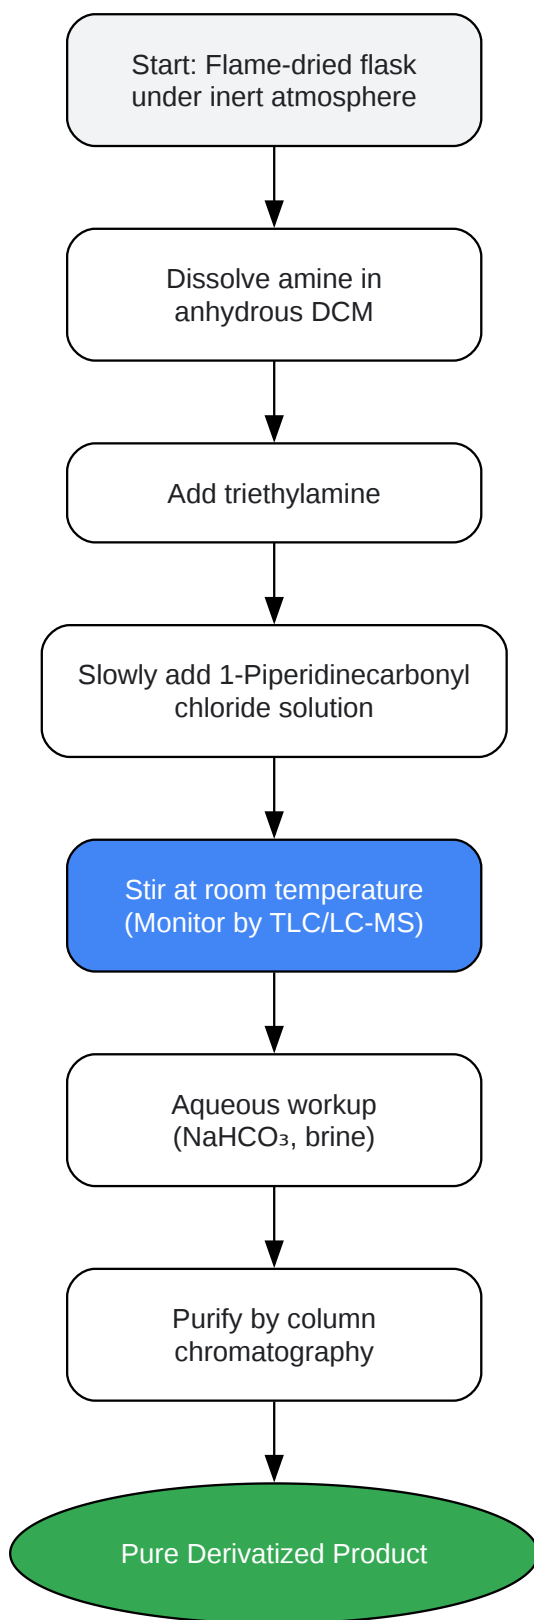 Start: Flame-dried flask
under inert atmosphere
Dissolve amine in
anhydrous DCM
Add triethylamine
Slowly add 1-Piperidinecarbonyl
chloride solution
Stir at room temperature
(Monitor by TLC/LC-MS)
Aqueous workup
(NaHCO₃, brine)
Purify by column
chromatography
Pure Derivatized Product